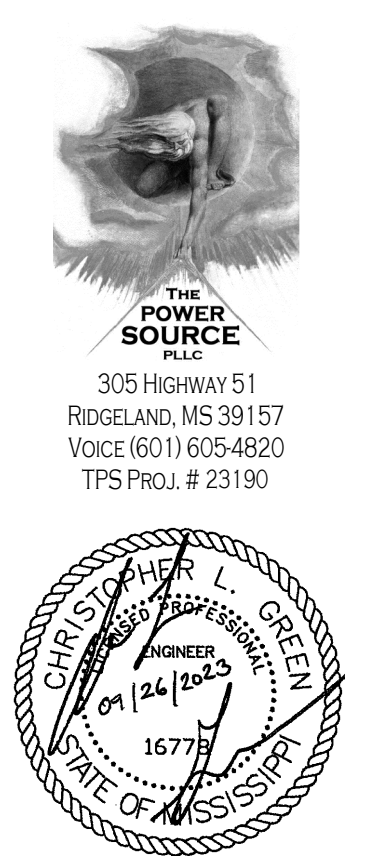 THE
POWER
SOURCE
PLLC
305 HIGHWAY 51
RIDGELAND, MS 39157
VOICE (601) 605-4820
TPS PROJ. # 23190
CHRISTOPHER L. GREEN
LICENSED PROFESSIONAL
ENGINEER
09/26/2023
16778
STATE OF MISSISSIPPI